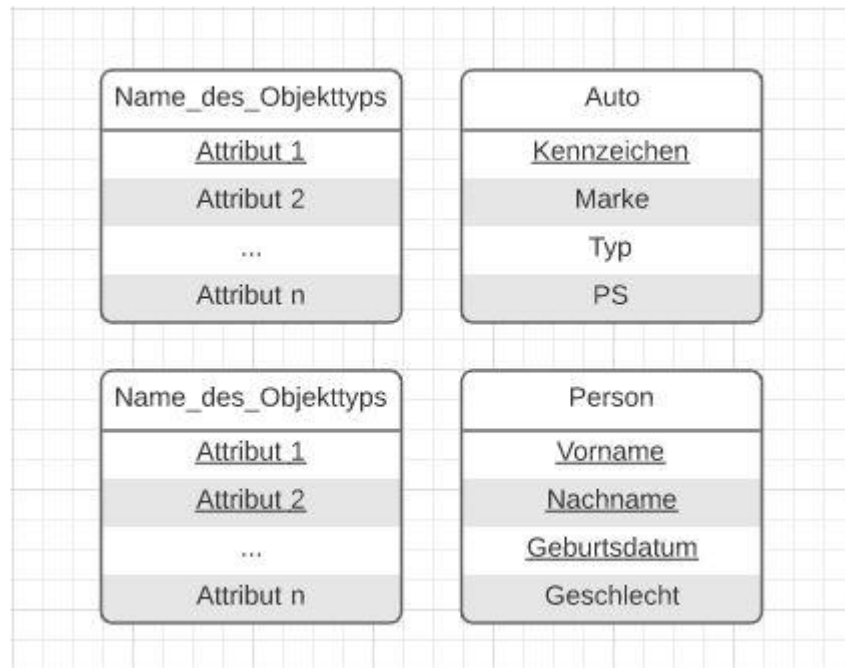 Name_des_Objekttyps
Attribut 1
Attribut 2
...
Attribut n
Auto
Kennzeichen
Marke
Typ
PS
Name_des_Objekttyps
Attribut 1
Attribut 2
...
Attribut n
Person
Vorname
Nachname
Geburtsdatum
Geschlecht